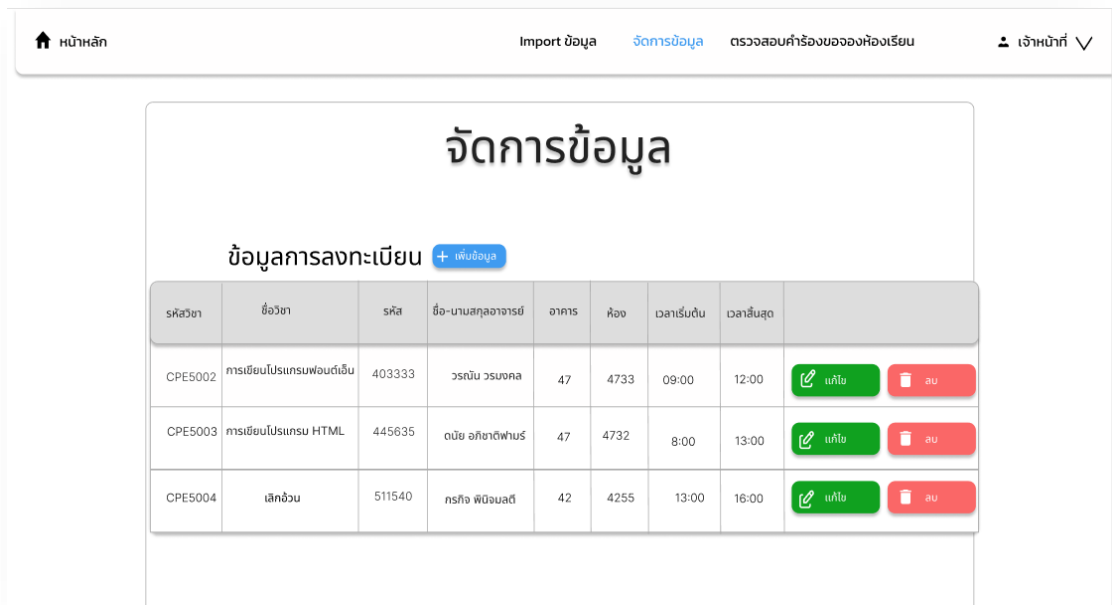 หน้าหลัก Import ข้อมูล จัดการข้อมูล ตรวจสอบคำร้องขอจองห้องเรียน เจ้าหน้าที่
จัดการข้อมูล
ข้อมูลการลงทะเบียน + เพิ่มข้อมูล
รหัสวิชา ชื่อวิชา รหัส ชื่อ-นามสกุลอาจารย์ อาคาร ห้อง เวลาเริ่มต้น เวลาสิ้นสุด
CPE5002 การเขียนโปรแกรมฟอนต์เอ็น 403333 วรณัน วรมงคล 47 4733 09:00 12:00 แก้ไข ลบ
CPE5003 การเขียนโปรแกรม HTML 445635 ดนัย อภิชาติฟามร์ 47 4732 8:00 13:00 แก้ไข ลบ
CPE5004 เลิกอ้วน 511540 กรกิจ พินิจมลตี 42 4255 13:00 16:00 แก้ไข ลบ